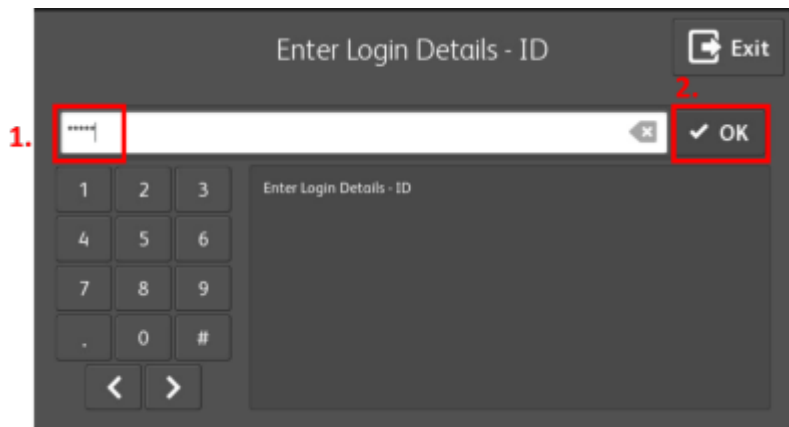 Enter Login Details - ID
Exit
2.
1.
*****
OK
1 2 3
Enter Login Details - ID
4 5 6
7 8 9
. 0 #